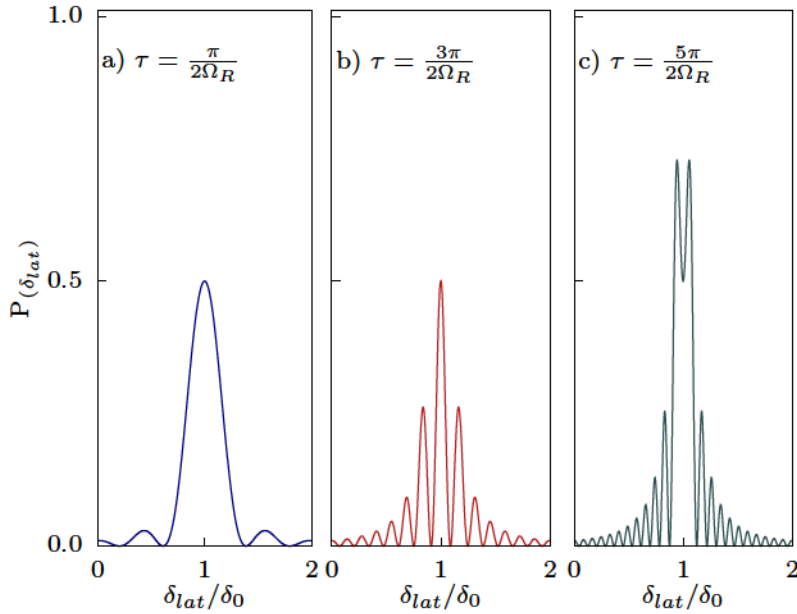 1.0
a) τ = π/2Ω_R
b) τ = 3π/2Ω_R
c) τ = 5π/2Ω_R
P(δ_lat)
0.5
0.0
0 1 2 0 1 2 0 1 2
δ_lat/δ_0 δ_lat/δ_0 δ_lat/δ_0